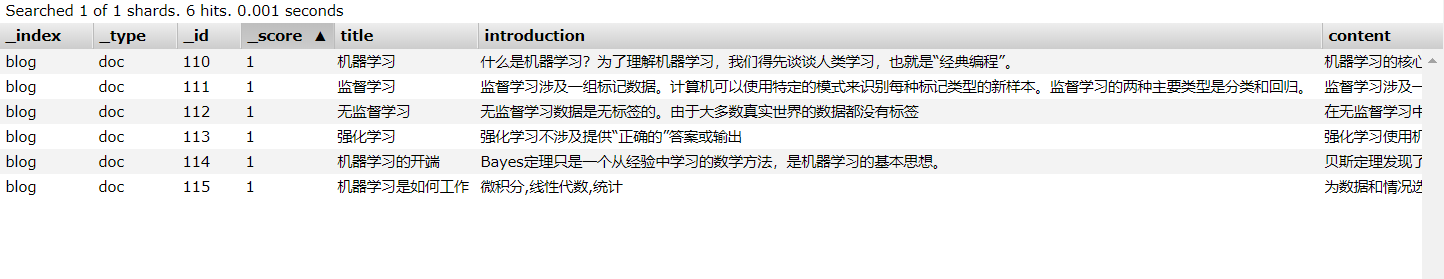 Searched 1 of 1 shards. 6 hits. 0.001 seconds
_index _type _id _score ▲ title introduction content
blog doc 110 1 机器学习 什么是机器学习？为了理解机器学习，我们得先谈谈人类学习，也就是“经典编程”。 机器学习的核心
blog doc 111 1 监督学习 监督学习涉及一组标记数据。计算机可以使用特定的模式来识别每种标记类型的新样本。监督学习的两种主要类型是分类和回归。 监督学习涉及一
blog doc 112 1 无监督学习 无监督学习数据是无标签的。由于大多数真实世界的数据都没有标签 在无监督学习中
blog doc 113 1 强化学习 强化学习不涉及提供“正确的”答案或输出 强化学习使用机
blog doc 114 1 机器学习的开端 Bayes定理只是一个从经验中学习的数学方法，是机器学习的基本思想。 贝斯定理发现了
blog doc 115 1 机器学习是如何工作 微积分,线性代数,统计 为数据和情况选